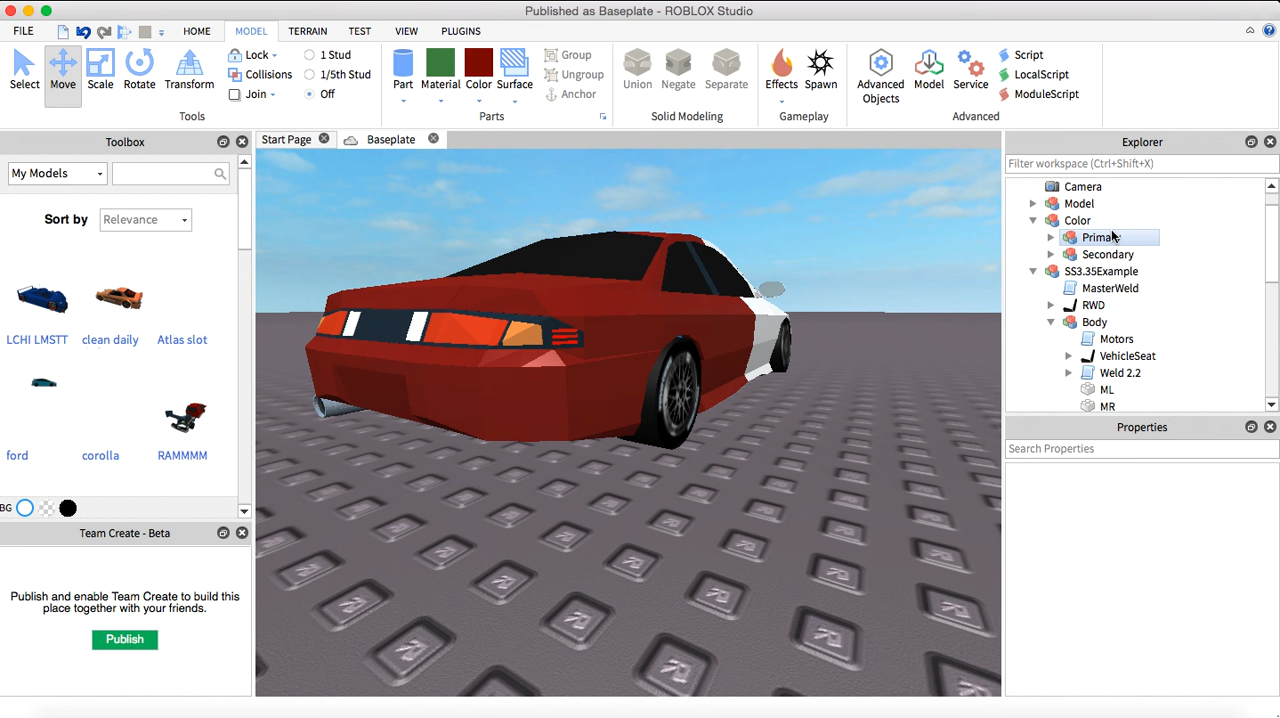 Published as Baseplate - ROBLOX Studio
FILE HOME MODEL TERRAIN TEST VIEW PLUGINS
Select Move Scale Rotate Transform
Lock
Collisions
Join
1 Stud
1/5th Stud
Off
Tools
Part Material Color Surface
Group
Ungroup
Anchor
Parts
Union Negate Separate
Solid Modeling
Effects Spawn
Gameplay
Advanced Objects Model Service
Script
LocalScript
ModuleScript
Advanced
Toolbox
My Models
Sort by Relevance
LCHI LMSTT clean daily Atlas slot
ford corolla RAMMMM
BG
Team Create - Beta
Publish and enable Team Create to build this
place together with your friends.
Publish
Start Page Baseplate
Explorer
Filter workspace (Ctrl+Shift+X)
Camera
Model
Color
Secondary
SS3.35Example
MasterWeld
RWD
Body
Motors
VehicleSeat
Weld 2.2
ML
MR
Properties
Search Properties